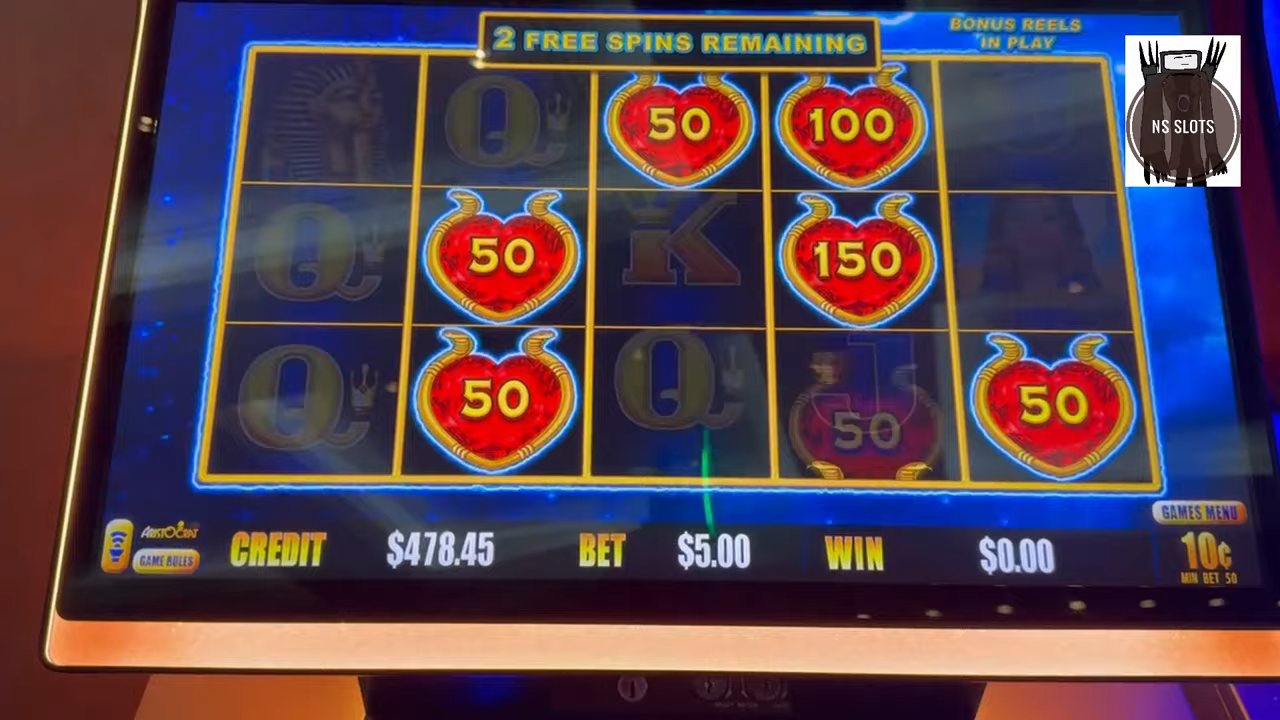 2 FREE SPINS REMAINING
BONUS REELS
IN PLAY
NS SLOTS
Q
50
100
Q
50
K
150
Q
50
Q
J
50
50
GAMES MENU
ARISTOCRAT
GAME RULES
CREDIT
$478.45
BET
$5.00
WIN
$0.00
10¢
MIN BET 50